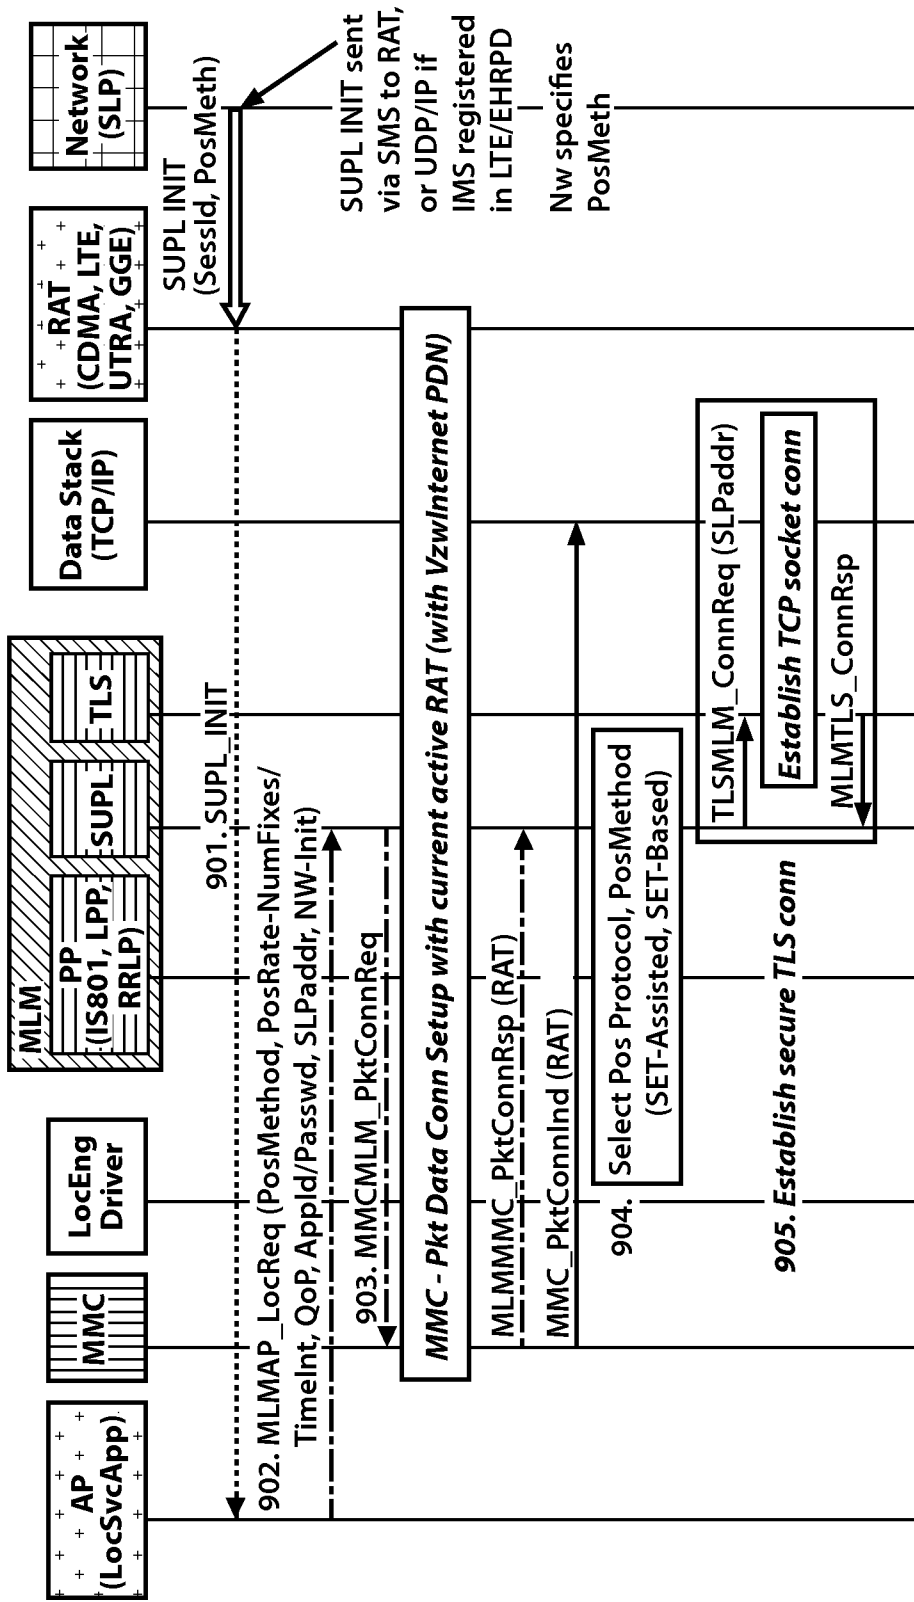 AP
(LocSvcApp)
MMC
LocEng
Driver
MLM
PP
(IS801, LPP,
RRLP)
SUPL
TLS
Data Stack
(TCP/IP)
RAT
(CDMA, LTE,
UTRA, GGE)
Network
(SLP)
SUPL INIT
(SessId, PosMeth)
901.SUPL_INIT
SUPL INIT sent
via SMS to RAT,
or UDP/IP if
IMS registered
in LTE/EHRPD
Nw specifies
PosMeth
902. MLMAP_LocReq (PosMethod, PosRate-NumFixes/
TimeInt, QoP, AppId/Passwd, SLPaddr, NW-Init)
903. MMCMLM_PktConnReq
MMC - Pkt Data Conn Setup with current active RAT (with VzwInternet PDN)
MLMMMC_PktConnRsp (RAT)
MMC_PktConnInd (RAT)
904. Select Pos Protocol, PosMethod
(SET-Assisted, SET-Based)
905. Establish secure TLS conn
TLSMLM_ConnReq (SLPaddr)
Establish TCP socket conn
MLMTLS_ConnRsp